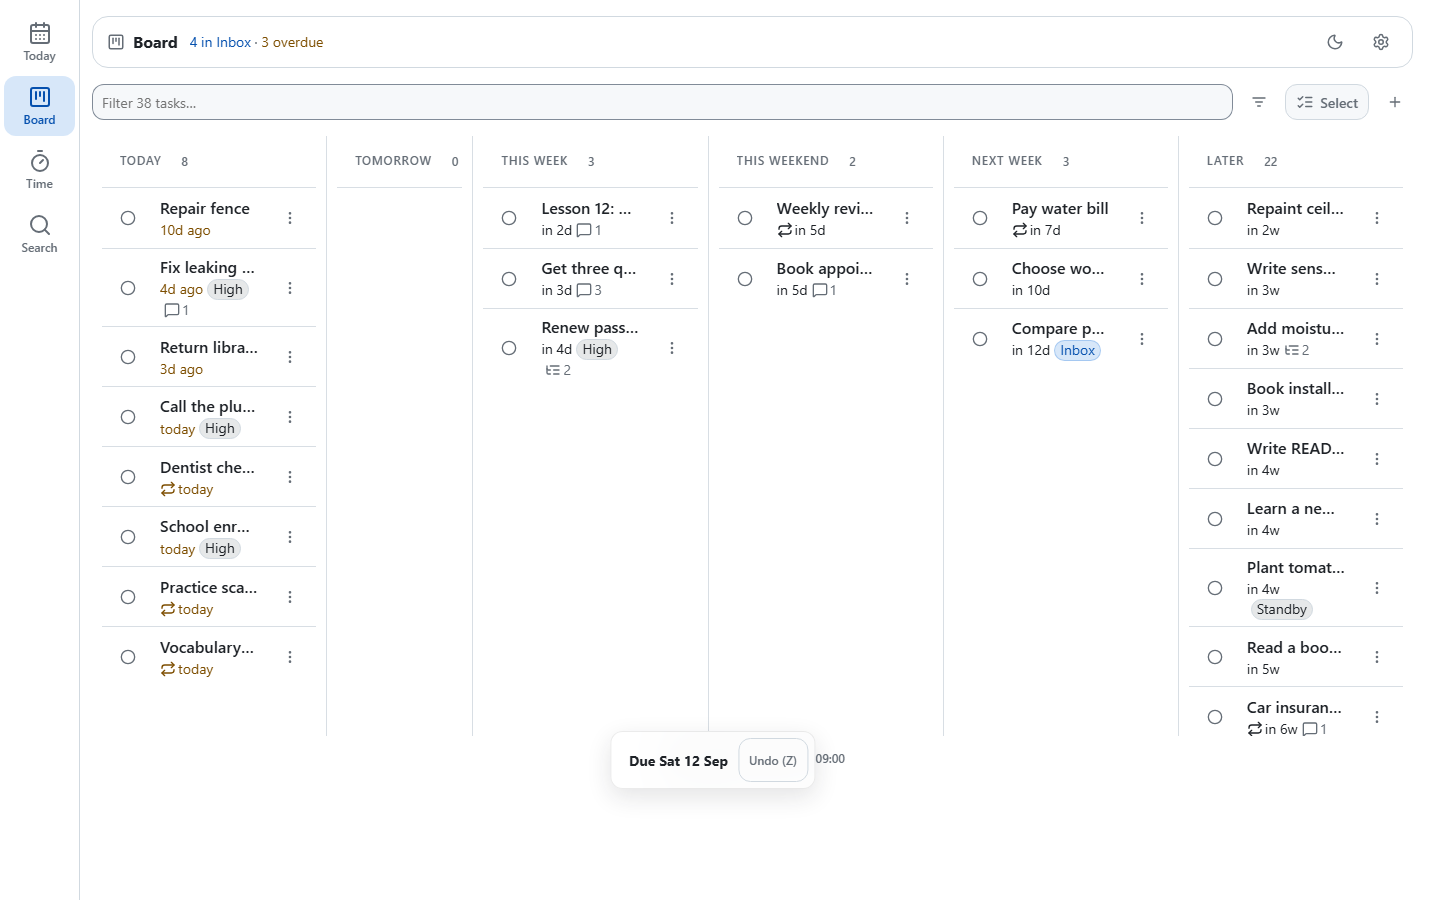 Today
Board
Time
Search
Board 4 in Inbox · 3 overdue
Filter 38 tasks...
Select
TODAY 8
Repair fence
10d ago
Fix leaking ...
4d ago High
1
Return libra...
3d ago
Call the plu...
today High
Dentist che...
today
School enr...
today High
Practice sca...
today
Vocabulary...
today
TOMORROW 0
THIS WEEK 3
Lesson 12: ...
in 2d 1
Get three q...
in 3d 3
Renew pass...
in 4d High
2
THIS WEEKEND 2
Weekly revi...
in 5d
Book appoi...
in 5d 1
NEXT WEEK 3
Pay water bill
in 7d
Choose wo...
in 10d
Compare p...
in 12d Inbox
LATER 22
Repaint ceil...
in 2w
Write sens...
in 3w
Add moistu...
in 3w 2
Book install...
in 3w
Write READ...
in 4w
Learn a ne...
in 4w
Plant tomat...
in 4w
Standby
Read a boo...
in 5w
Car insuran...
in 6w 1
Due Sat 12 Sep Undo (Z)
09:00